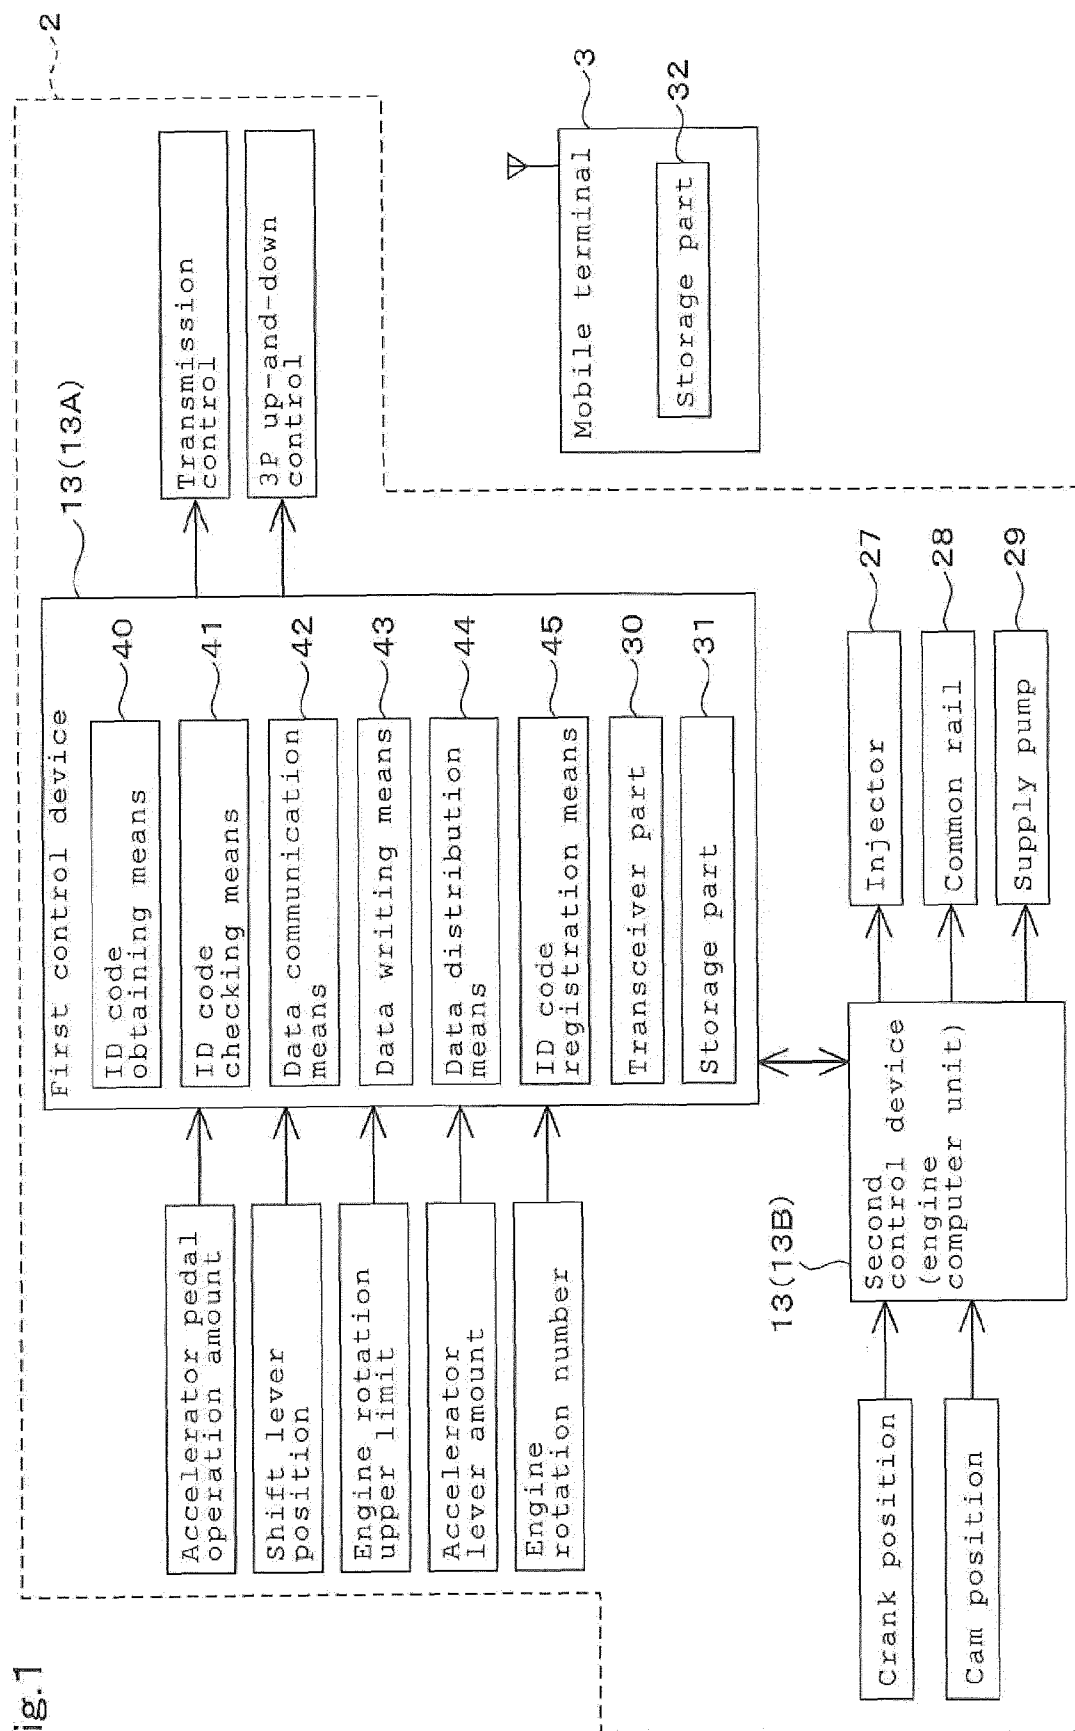 ig.1
2
13(13A)
First control device
ID code
obtaining means
40
ID code
checking means
41
Data communication
means
42
Data writing means
43
Data distribution
means
44
ID code
registration means
45
Transceiver part
30
Storage part
31
Accelerator pedal
operation amount
Shift lever
position
Engine rotation
upper limit
Accelerator
lever amount
Engine
rotation number
Transmission
control
3P up-and-down
control
Mobile terminal
3
Storage part
32
13(13B)
Second
control device
(engine
computer unit)
Crank position
Cam position
Injector
27
Common rail
28
Supply pump
29